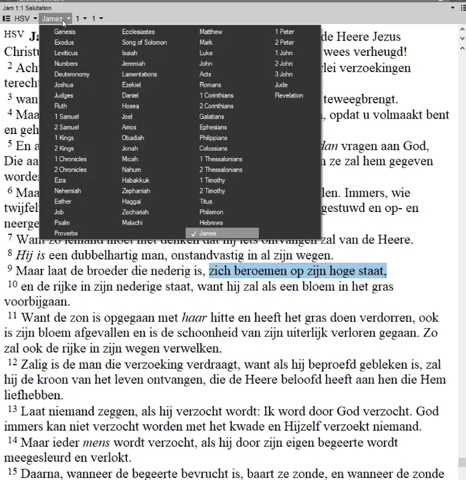 Jam 1:1 Salutation
HSV James 1 1
Genesis Ecclesiastes Matthew 1 Peter
Exodus Song of Solomon Mark 2 Peter
Leviticus Isaiah Luke 1 John
Numbers Jeremiah John 2 John
Deuteronomy Lamentations Acts 3 John
Joshua Ezekiel Romans Jude
Judges Daniel 1 Corinthians Revelation
Ruth Hosea 2 Corinthians
1 Samuel Joel Galatians
2 Samuel Amos Ephesians
1 Kings Obadiah Philippians
2 Kings Jonah Colossians
1 Chronicles Micah 1 Thessalonians
2 Chronicles Nahum 2 Thessalonians
Ezra Habakkuk 1 Timothy
Nehemiah Zephaniah 2 Timothy
Esther Haggai Titus
Job Zechariah Philemon
Psalm Malachi Hebrews
Proverbs James
HSV Ja de Heere Jezus
Christu wees verheugd!
2 Acht lei verzoekingen
terecht
3 want teweegbrengt.
4 Maa , opdat u volmaakt bent
en geh
5 En a dan vragen aan God,
Die aa en ze zal hem gegeven
worde
6 Maa len. Immers, wie
twijfel gestuwd en op- en
neerge
7 Want zo iemand moet niet denken dat hij iets ontvangen zal van de Heere.
8 Hij is een dubbelhartig man, onstandvastig in al zijn wegen.
9 Maar laat de broeder die nederig is, zich beroemen op zijn hoge staat,
10 en de rijke in zijn nederige staat, want hij zal als een bloem in het gras
voorbijgaan.
11 Want de zon is opgegaan met haar hitte en heeft het gras doen verdorren, ook
is zijn bloem afgevallen en is de schoonheid van zijn uiterlijk verloren gegaan. Zo
zal ook de rijke in zijn wegen verwelken.
12 Zalig is de man die verzoeking verdraagt, want als hij beproefd gebleken is, zal
hij de kroon van het leven ontvangen, die de Heere beloofd heeft aan hen die Hem
liefhebben.
13 Laat niemand zeggen, als hij verzocht wordt: Ik word door God verzocht. God
immers kan niet verzocht worden met het kwade en Hijzelf verzoekt niemand.
14 Maar ieder mens wordt verzocht, als hij door zijn eigen begeerte wordt
meegesleurd en verlokt.
15 Daarna, wanneer de begeerte bevrucht is, baart ze zonde, en wanneer de zonde